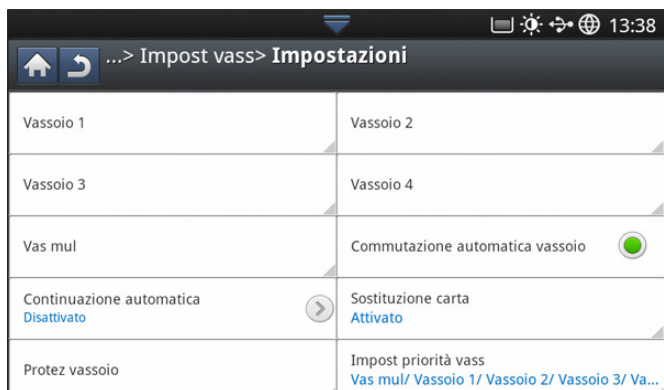 13:38
...> Impost vass> Impostazioni
Vassoio 1
Vassoio 2
Vassoio 3
Vassoio 4
Vas mul
Commutazione automatica vassoio
Continuazione automatica
Disattivato
Sostituzione carta
Attivato
Protez vassoio
Impost priorità vass
Vas mul/ Vassoio 1/ Vassoio 2/ Vassoio 3/ Va...